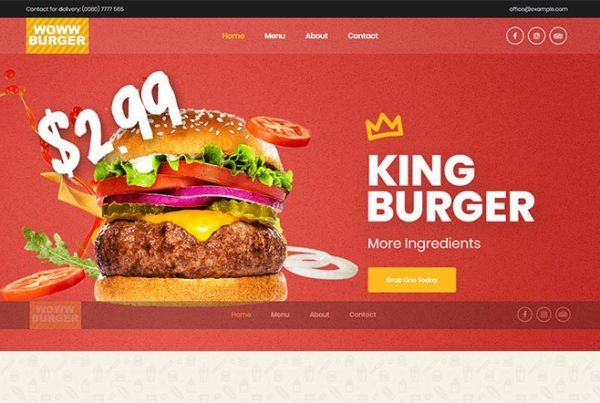 Contact for delivery: (0080) 7777 565
office@example.com
WOWW
BURGER
Home Menu About Contact
$2.99
KING
BURGER
More Ingredients
Grab One Today
WOWW
BURGER
Home Menu About Contact